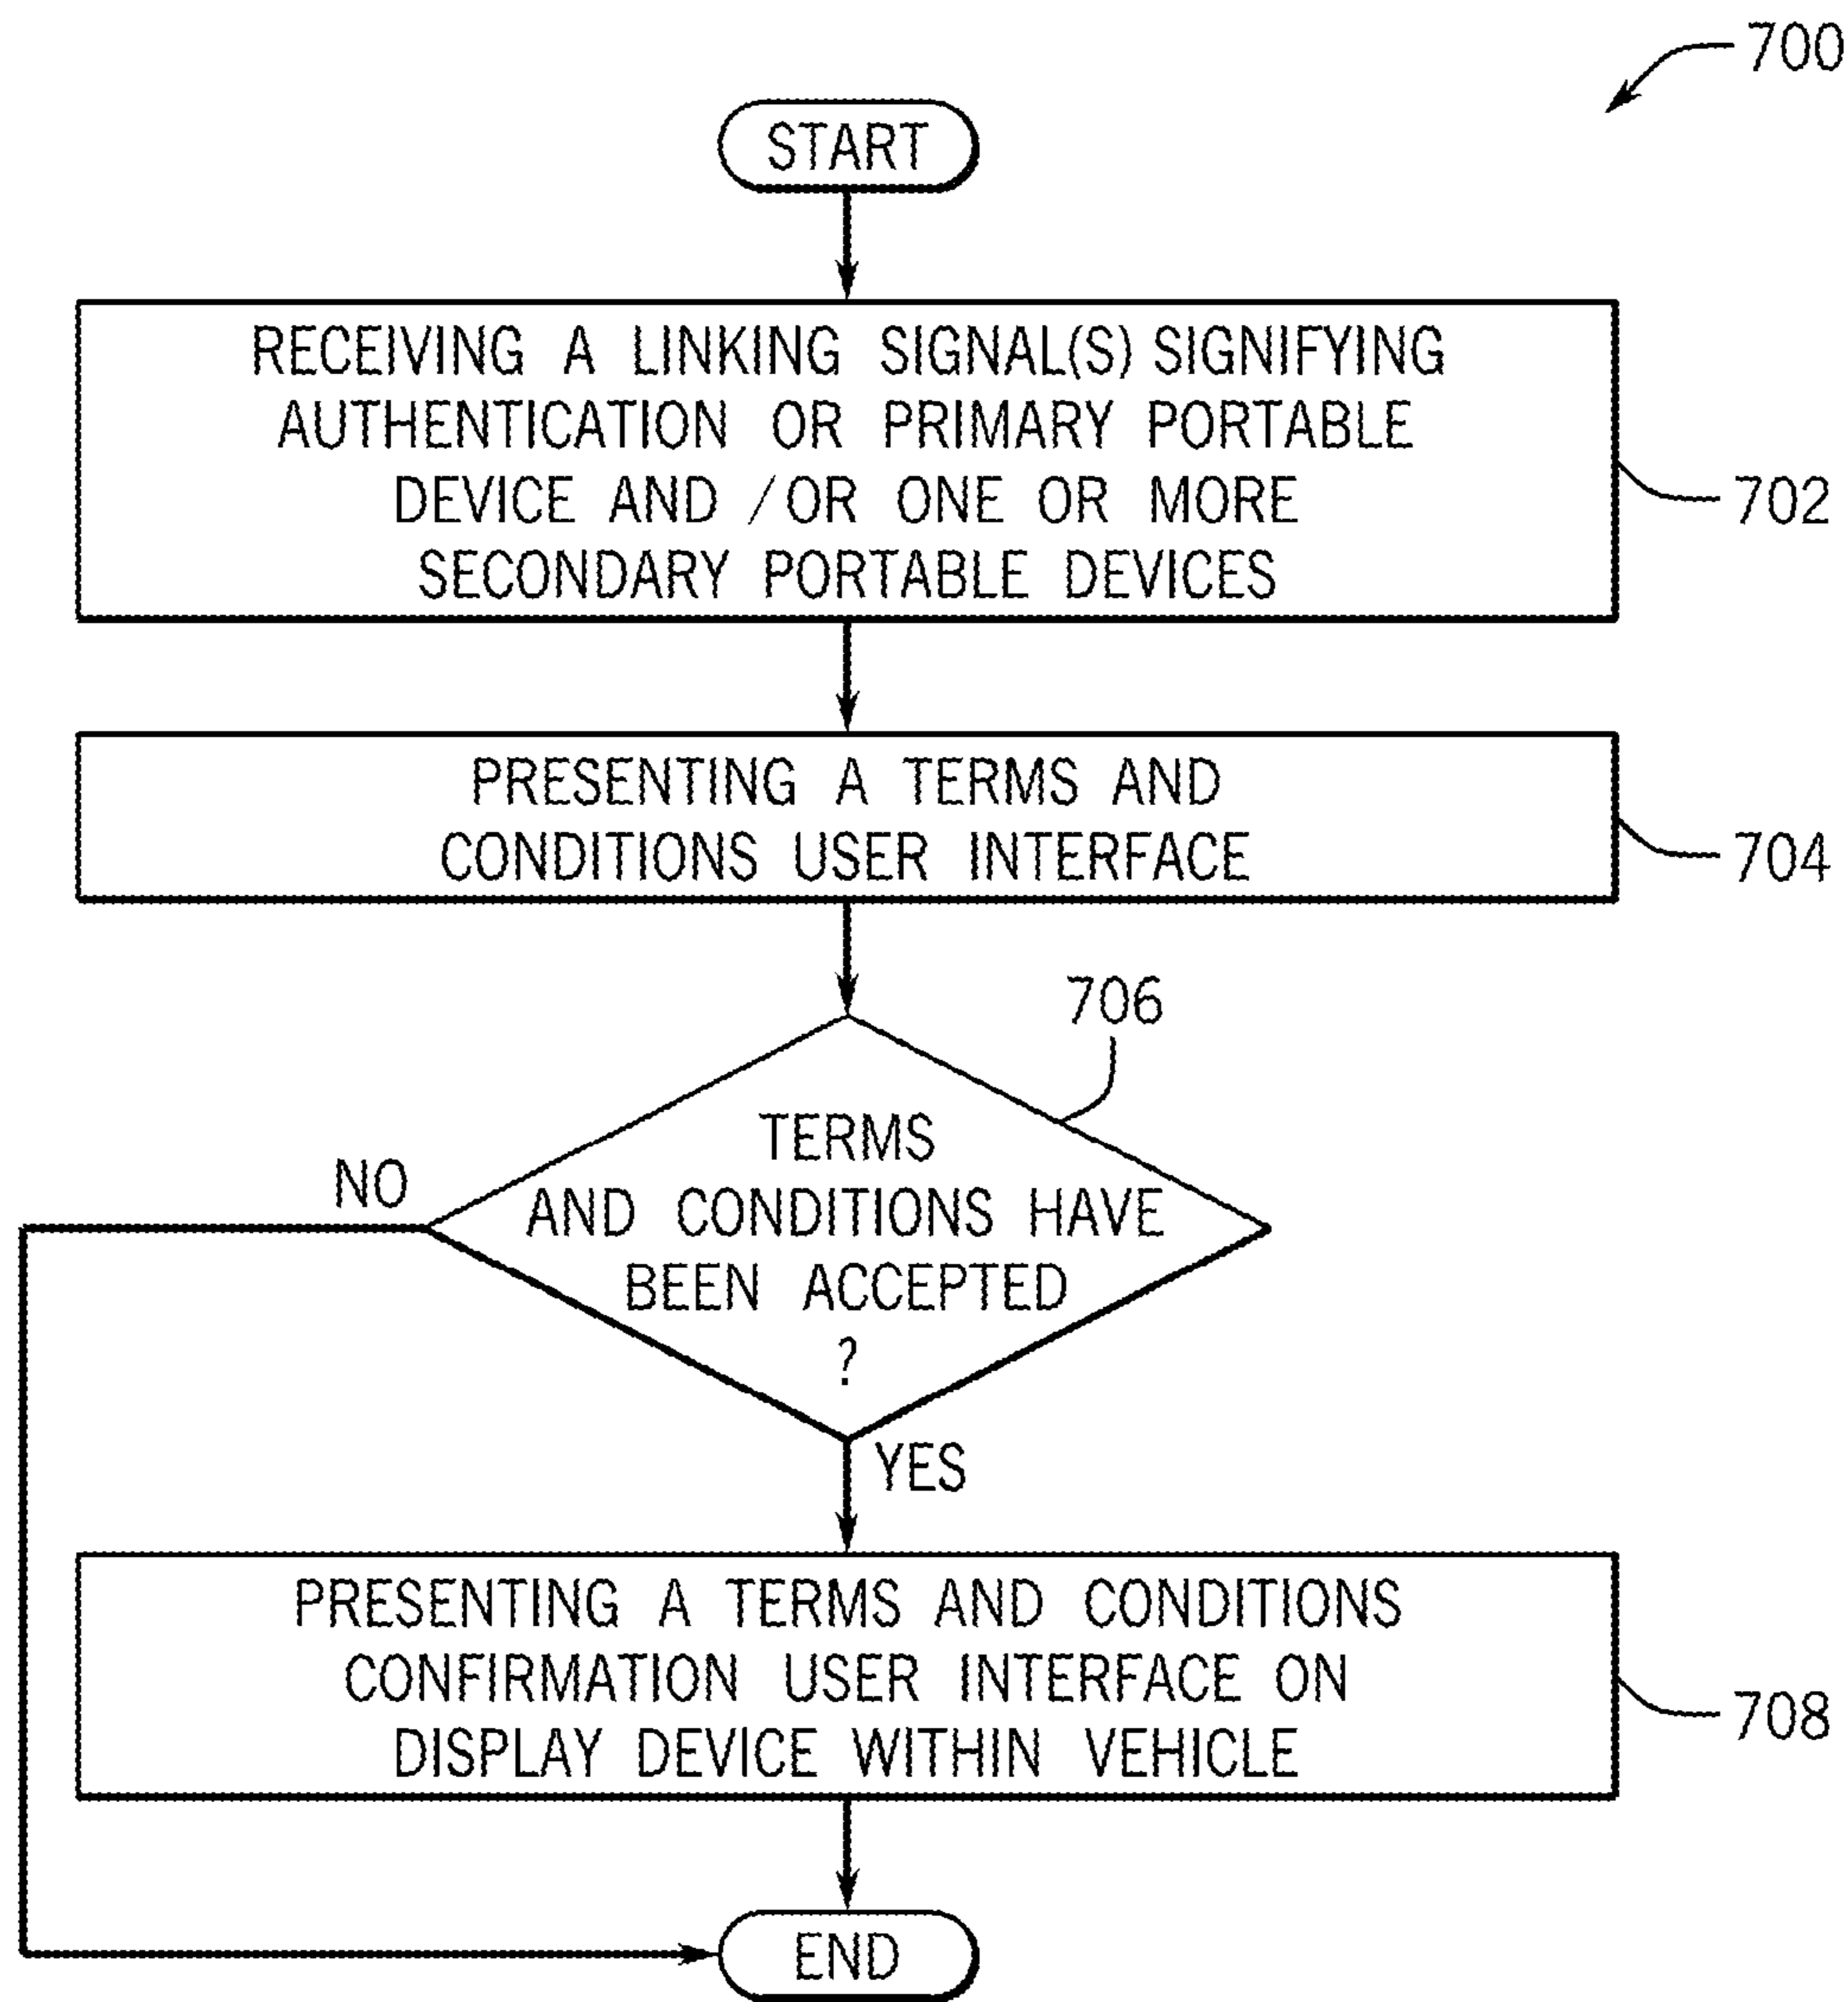 700
START
RECEIVING A LINKING SIGNAL(S) SIGNIFYING
AUTHENTICATION OR PRIMARY PORTABLE
DEVICE AND /OR ONE OR MORE
SECONDARY PORTABLE DEVICES
702
PRESENTING A TERMS AND
CONDITIONS USER INTERFACE
704
706
TERMS
AND CONDITIONS HAVE
BEEN ACCEPTED
?
NO
YES
PRESENTING A TERMS AND CONDITIONS
CONFIRMATION USER INTERFACE ON
DISPLAY DEVICE WITHIN VEHICLE
708
END